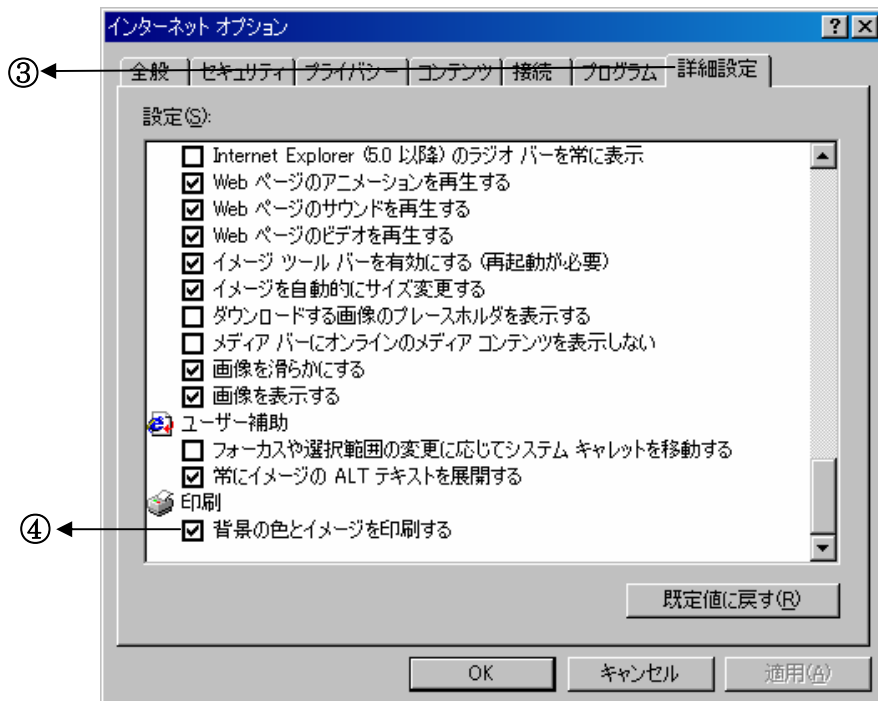 インターネット オプション
③
全般 セキュリティ プライバシー コンテンツ 接続 プログラム 詳細設定
設定(S):
Internet Explorer (5.0 以降) のラジオ バーを常に表示
Web ページのアニメーションを再生する
Web ページのサウンドを再生する
Web ページのビデオを再生する
イメージ ツール バーを有効にする (再起動が必要)
イメージを自動的にサイズ変更する
ダウンロードする画像のプレースホルダを表示する
メディア バーにオンラインのメディア コンテンツを表示しない
画像を滑らかにする
画像を表示する
ユーザー補助
フォーカスや選択範囲の変更に応じてシステム キャレットを移動する
常にイメージの ALT テキストを展開する
印刷
④
背景の色とイメージを印刷する
既定値に戻す(R)
OK キャンセル 適用(A)